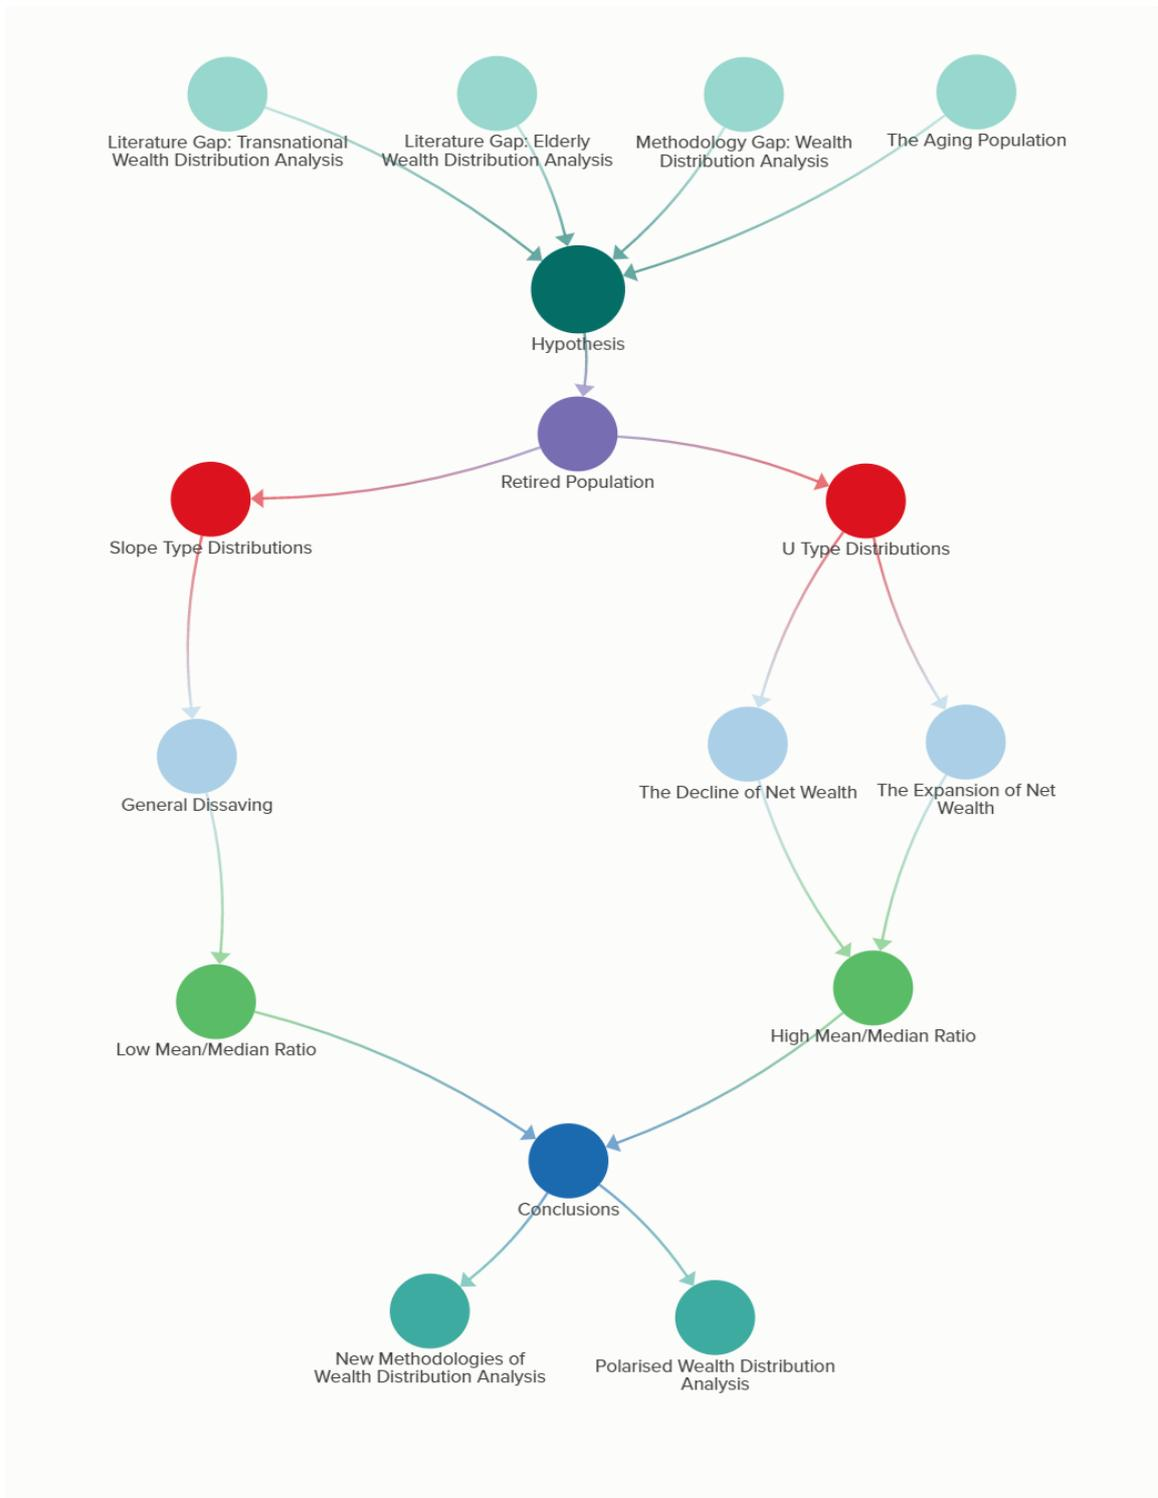 Literature Gap: Transnational
Wealth Distribution Analysis
Literature Gap: Elderly
Wealth Distribution Analysis
Methodology Gap: Wealth
Distribution Analysis
The Aging Population
Hypothesis
Retired Population
Slope Type Distributions
U Type Distributions
General Dissaving
The Decline of Net Wealth
The Expansion of Net
Wealth
Low Mean/Median Ratio
High Mean/Median Ratio
Conclusions
New Methodologies of
Wealth Distribution Analysis
Polarised Wealth Distribution
Analysis